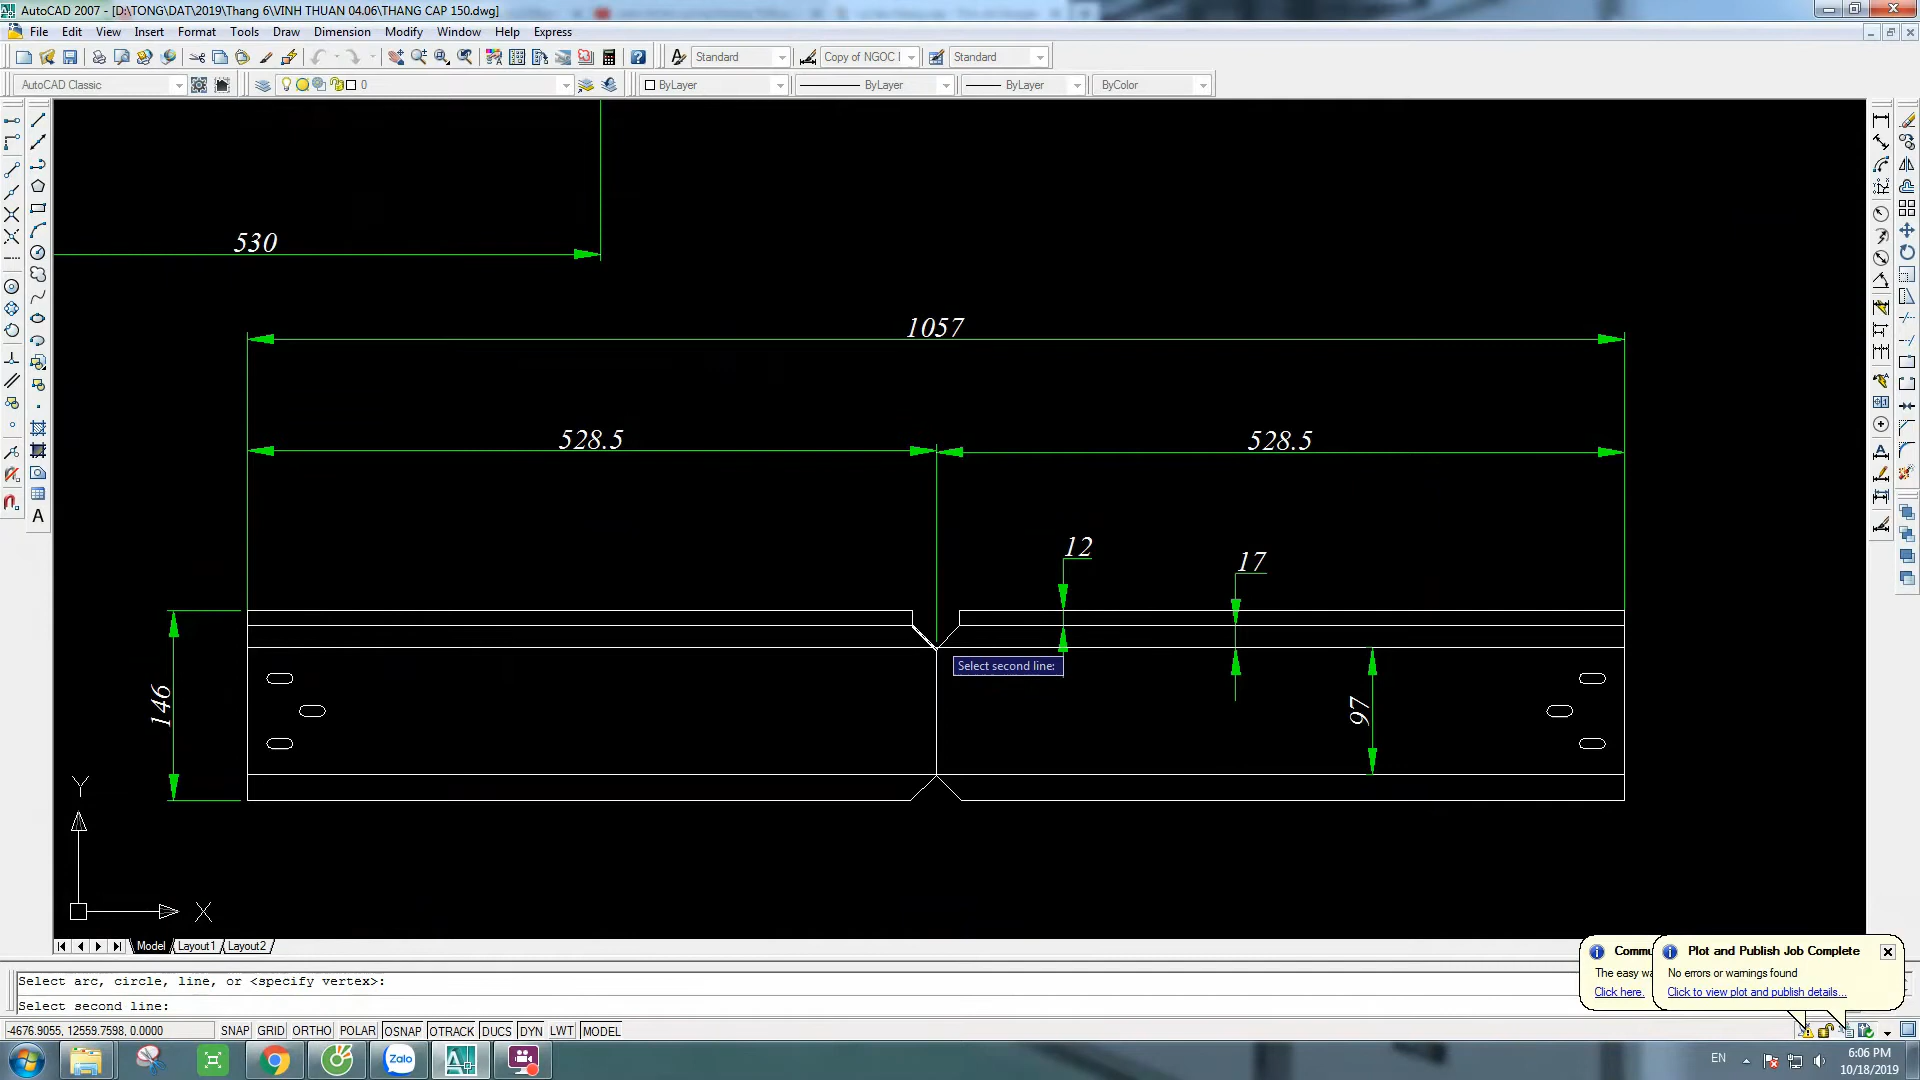 AutoCAD 2007 - [D:\TONG\DAT\2019\Thang 6\VINH THUAN 04.06\THANG CAP 150.dwg]
File Edit View Insert Format Tools Draw Dimension Modify Window Help Express
Standard Copy of NGOC Standard
AutoCAD Classic 0 ByLayer ByLayer ByLayer ByColor
530
1057
528.5 528.5
12
17
Select second line:
146
97
Y
X
A
Model Layout1 Layout2
Select arc, circle, line, or <specify vertex>:
Select second line:
Commu
The easy wa
Click here.
Plot and Publish Job Complete
No errors or warnings found
Click to view plot and publish details...
-4676.9055, 12559.7598, 0.0000 SNAP GRID ORTHO POLAR OSNAP OTRACK DUCS DYN LWT MODEL
Zalo
EN
6:06 PM
10/18/2019